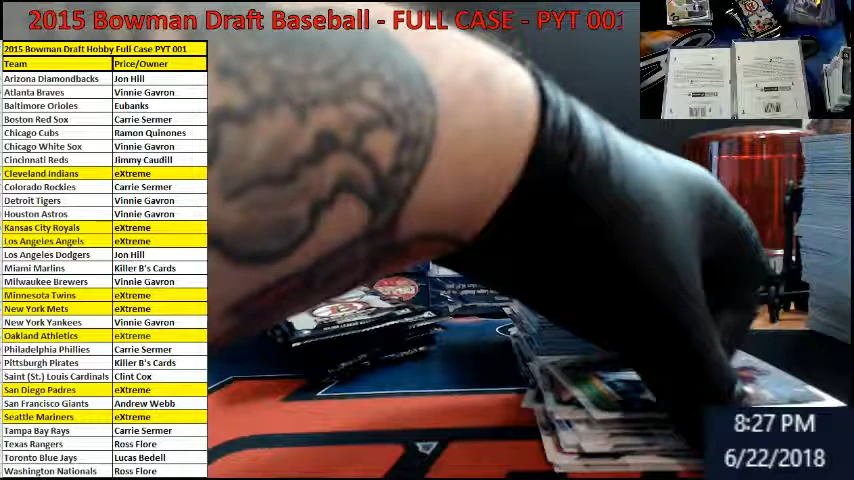 2015 Bowman Draft Baseball - FULL CASE - PYT 001
2015 Bowman Draft Hobby Full Case PYT 001
Team Price/Owner
Arizona Diamondbacks Jon Hill
Atlanta Braves Vinnie Gavron
Baltimore Orioles Eubanks
Boston Red Sox Carrie Sermer
Chicago Cubs Ramon Quinones
Chicago White Sox Vinnie Gavron
Cincinnati Reds Jimmy Caudill
Cleveland Indians eXtreme
Colorado Rockies Carrie Sermer
Detroit Tigers Vinnie Gavron
Houston Astros Vinnie Gavron
Kansas City Royals eXtreme
Los Angeles Angels eXtreme
Los Angeles Dodgers Jon Hill
Miami Marlins Killer B's Cards
Milwaukee Brewers Vinnie Gavron
Minnesota Twins eXtreme
New York Mets eXtreme
New York Yankees Vinnie Gavron
Oakland Athletics eXtreme
Philadelphia Phillies Carrie Sermer
Pittsburgh Pirates Killer B's Cards
Saint (St.) Louis Cardinals Clint Cox
San Diego Padres eXtreme
San Francisco Giants Andrew Webb
Seattle Mariners eXtreme
Tampa Bay Rays Carrie Sermer
Texas Rangers Ross Flore
Toronto Blue Jays Lucas Bedell
Washington Nationals Ross Flore
8:27 PM
6/22/2018